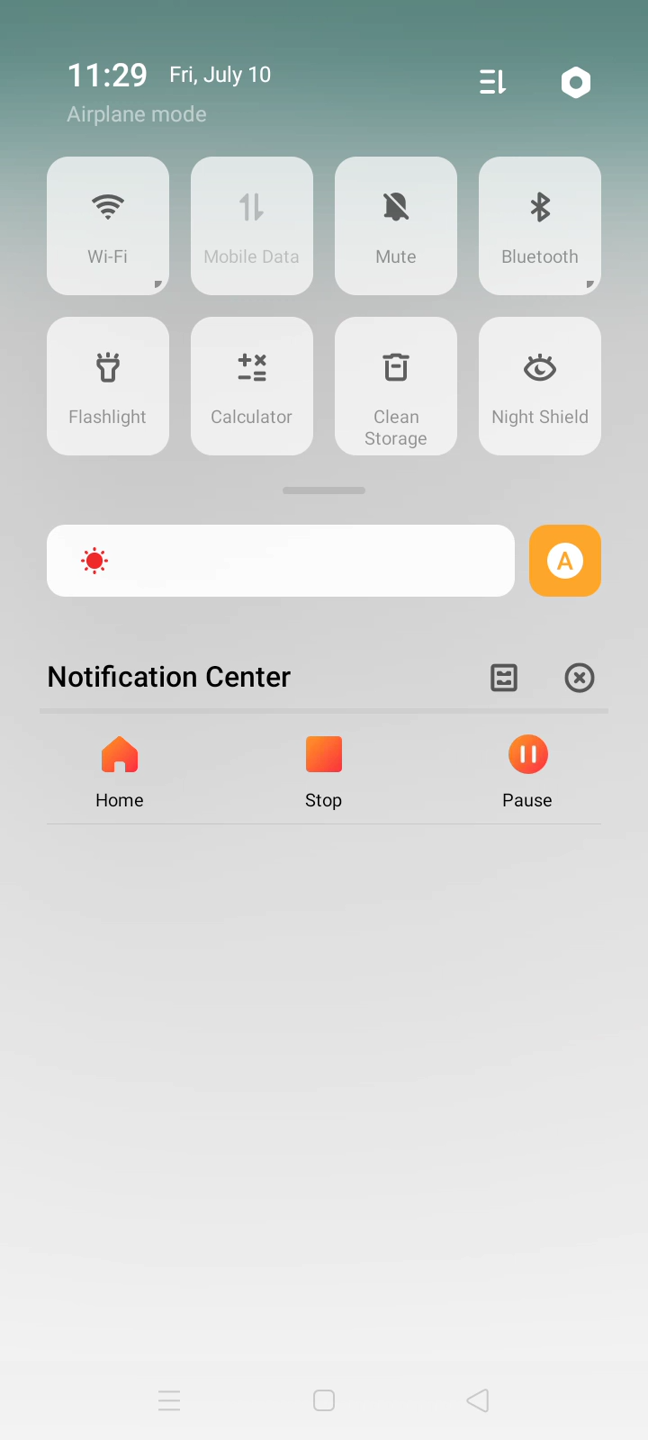 11:29 Fri, July 10
Airplane mode
Wi-Fi
Mobile Data
Mute
Bluetooth
Flashlight
Calculator
Clean
Storage
Night Shield
A
Notification Center
Home
Stop
Pause